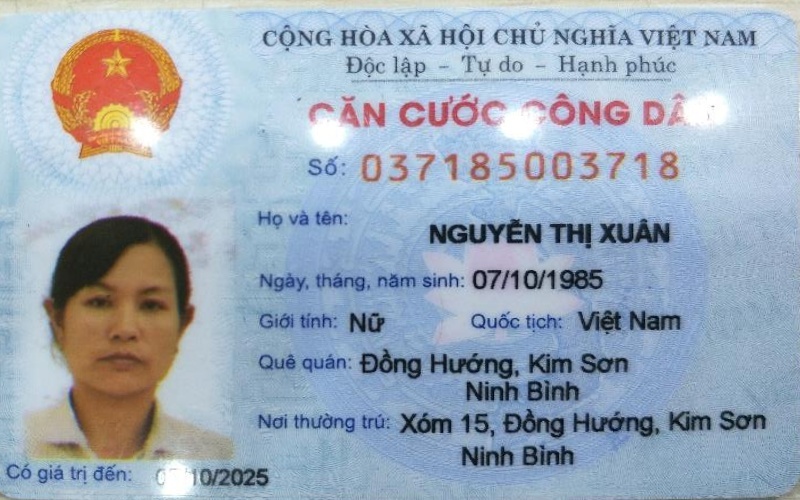 CỘNG HÒA XÃ HỘI CHỦ NGHĨA VIỆT NAM
Độc lập - Tự do - Hạnh phúc
CĂN CƯỚC CÔNG DÂN
Số: 037185003718
Họ và tên: NGUYỄN THỊ XUÂN
Ngày, tháng, năm sinh: 07/10/1985
Giới tính: Nữ Quốc tịch: Việt Nam
Quê quán: Đồng Hướng, Kim Sơn
Ninh Bình
Nơi thường trú: Xóm 15, Đồng Hướng, Kim Sơn
Ninh Bình
Có giá trị đến: /10/2025